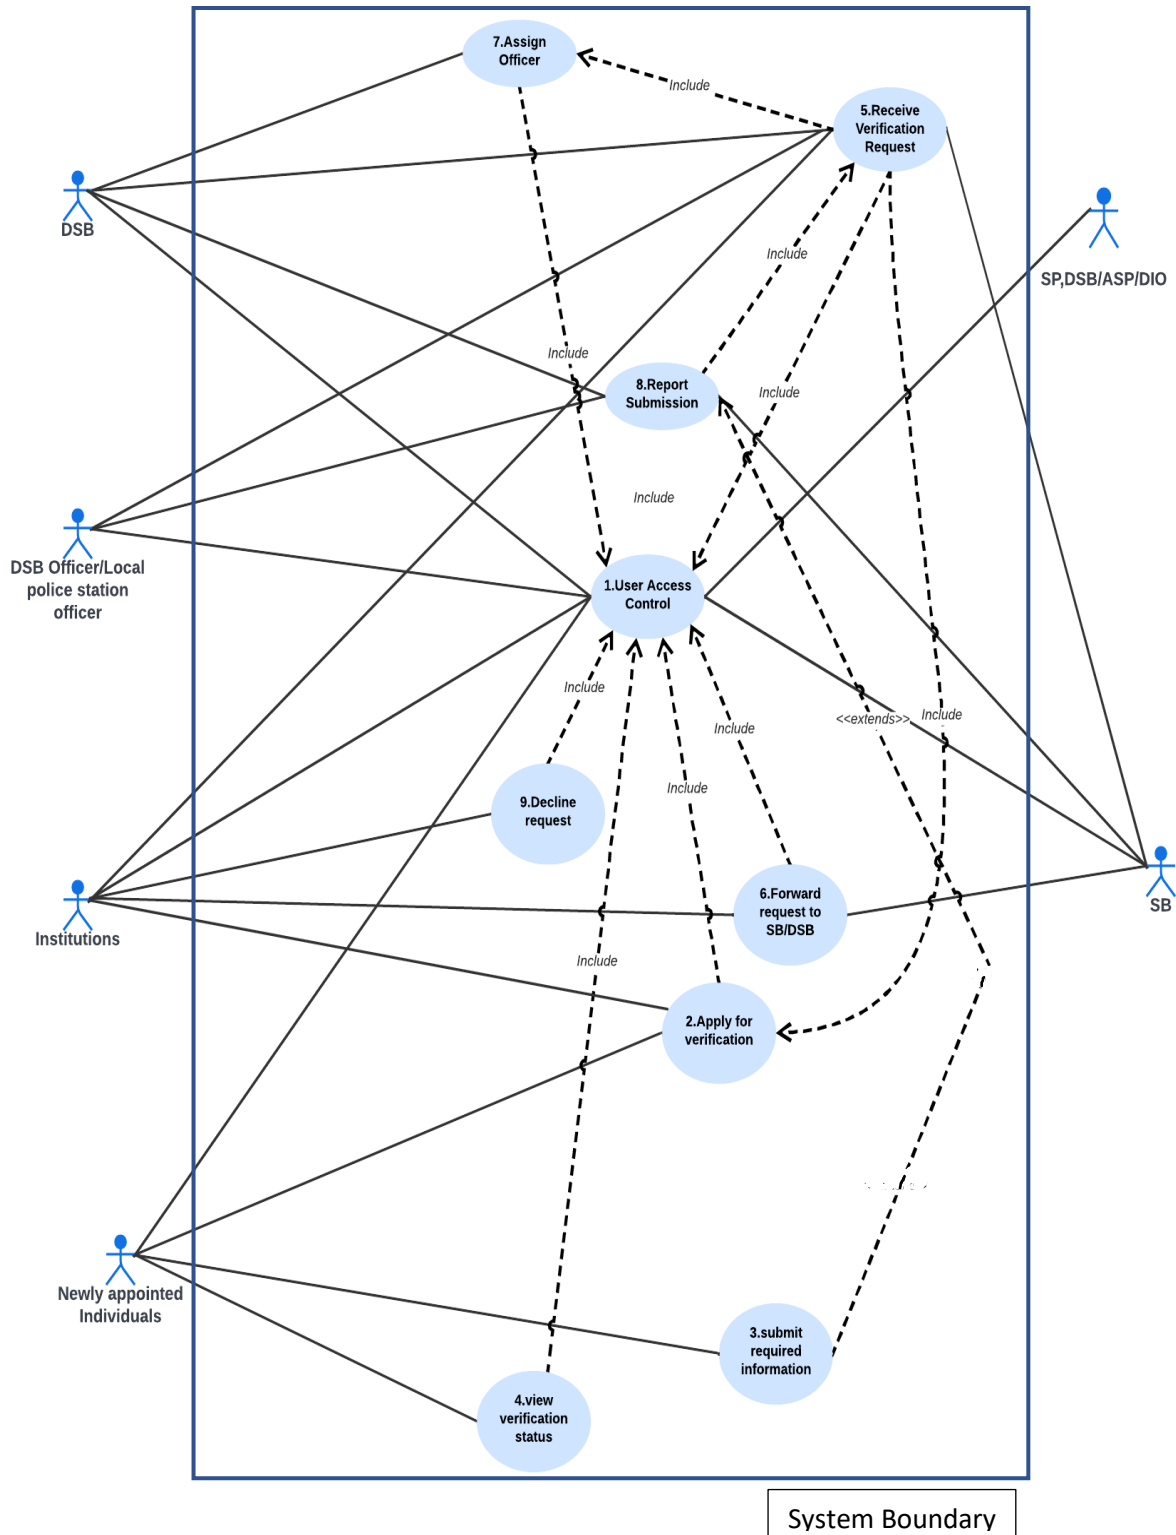 7.Assign
Officer
Include
5.Receive
Verification
Request
DSB
Include
SP,DSB/ASP/DIO
Include
8.Report
Submission
Include
Include
DSB Officer/Local
police station
officer
1.User Access
Control
Include
<<extends>>
Include
Include
Include
9.Decline
request
6.Forward
request to
SB/DSB
SB
Institutions
Include
2.Apply for
verification
Newly appointed
Individuals
3.submit
required
information
4.view
verification
status
System Boundary